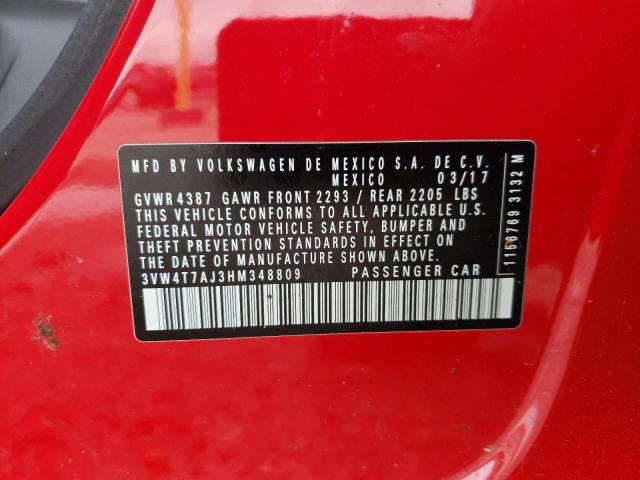 MFD BY VOLKSWAGEN DE MEXICO S.A. DE C.V.
MEXICO 03/17
GVWR 4387 GAWR FRONT 2293 / REAR 2205 LBS
THIS VEHICLE CONFORMS TO ALL APPLICABLE U.S.
FEDERAL MOTOR VEHICLE SAFETY, BUMPER AND
THEFT PREVENTION STANDARDS IN EFFECT ON
THE DATE OF MANUFACTURE SHOWN ABOVE.
3VW4T7AJ3HM348809 PASSENGER CAR
3132 M